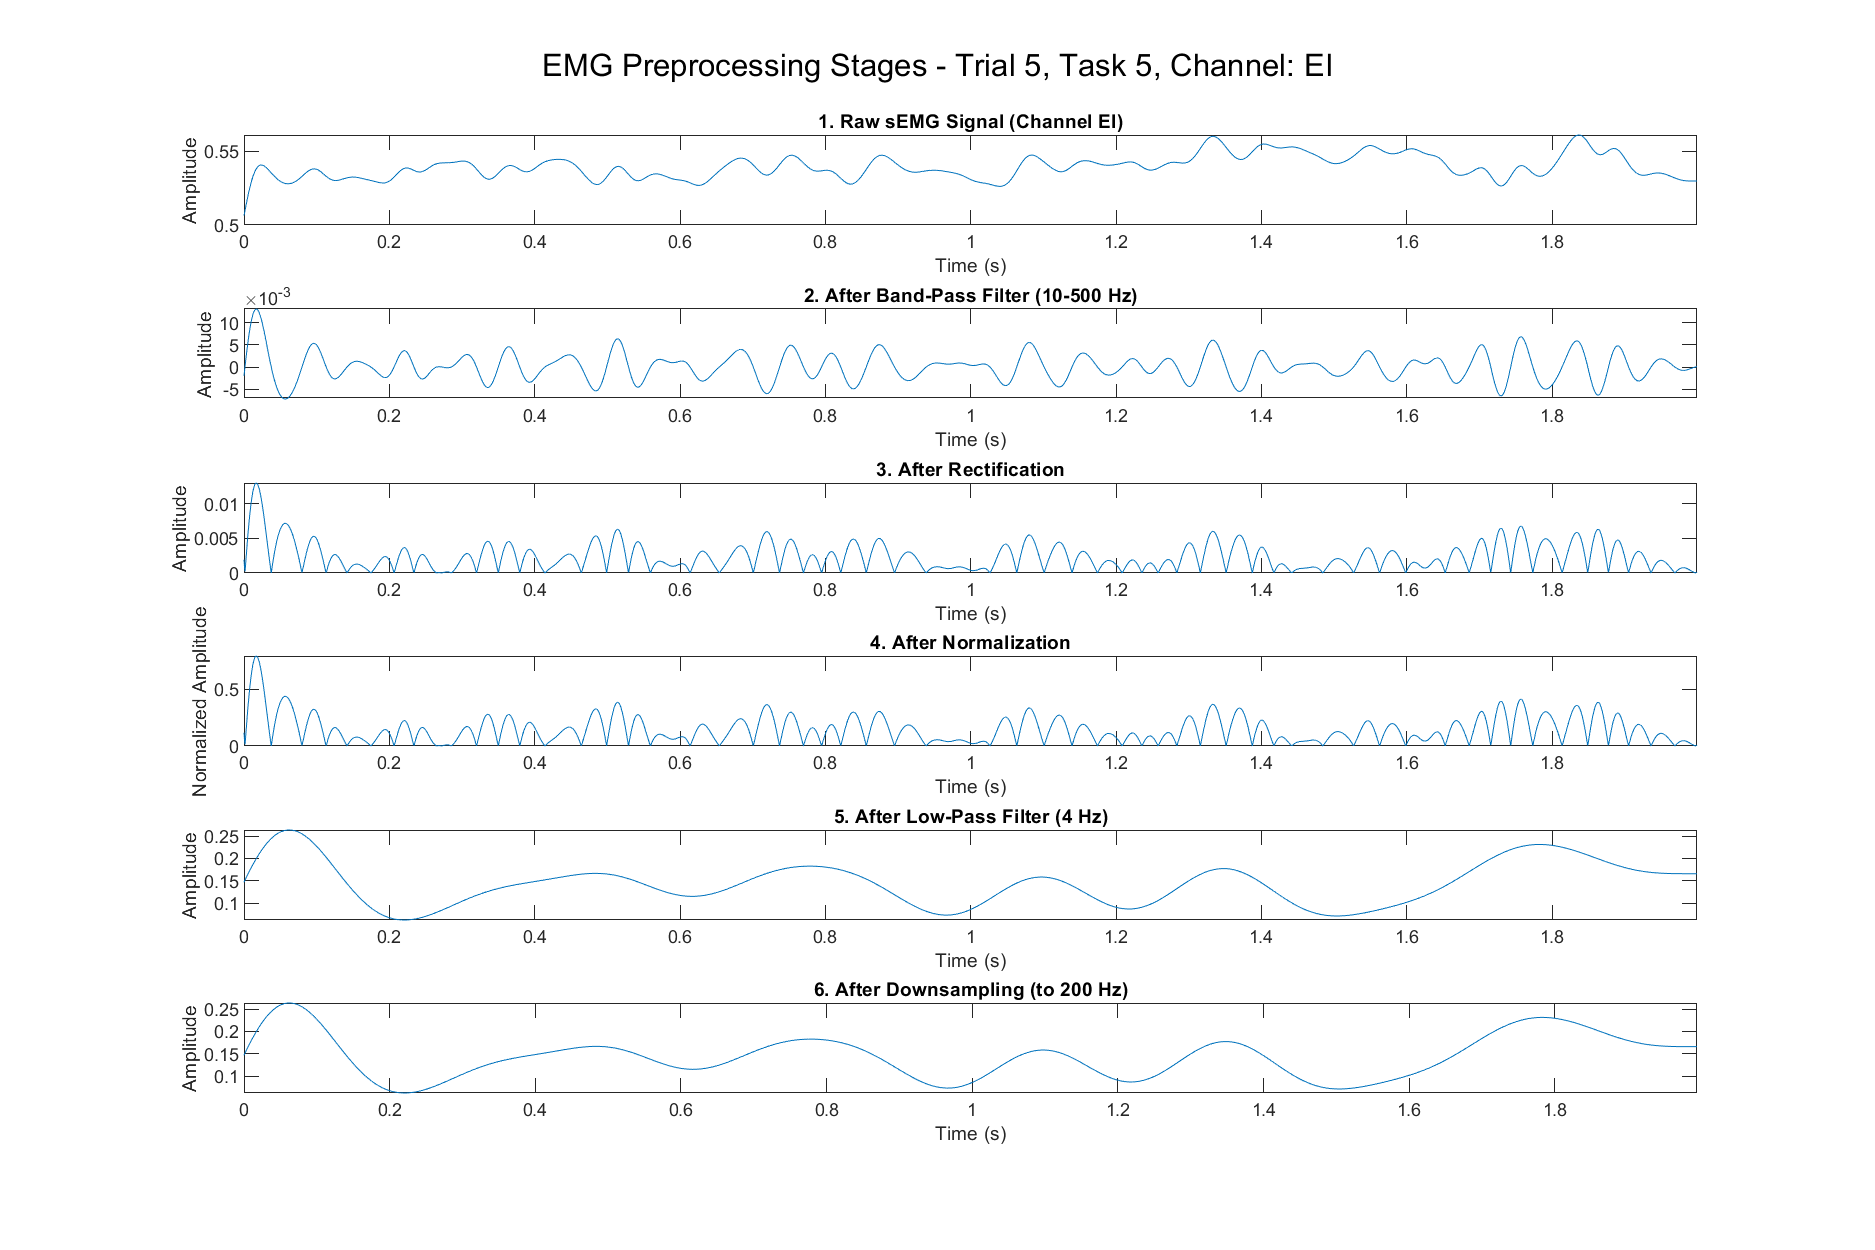 EMG Preprocessing Stages - Trial 5, Task 5, Channel: EI
1. Raw sEMG Signal (Channel EI)
Amplitude
0.55
0.5
0 0.2 0.4 0.6 0.8 1 1.2 1.4 1.6 1.8
Time (s)
2. After Band-Pass Filter (10-500 Hz)
×10-3
Amplitude
10
5
0
-5
0 0.2 0.4 0.6 0.8 1 1.2 1.4 1.6 1.8
Time (s)
3. After Rectification
Amplitude
0.01
0.005
0
0 0.2 0.4 0.6 0.8 1 1.2 1.4 1.6 1.8
Time (s)
4. After Normalization
Normalized Amplitude
0.5
0
0 0.2 0.4 0.6 0.8 1 1.2 1.4 1.6 1.8
Time (s)
5. After Low-Pass Filter (4 Hz)
Amplitude
0.25
0.2
0.15
0.1
0 0.2 0.4 0.6 0.8 1 1.2 1.4 1.6 1.8
Time (s)
6. After Downsampling (to 200 Hz)
Amplitude
0.25
0.2
0.15
0.1
0 0.2 0.4 0.6 0.8 1 1.2 1.4 1.6 1.8
Time (s)